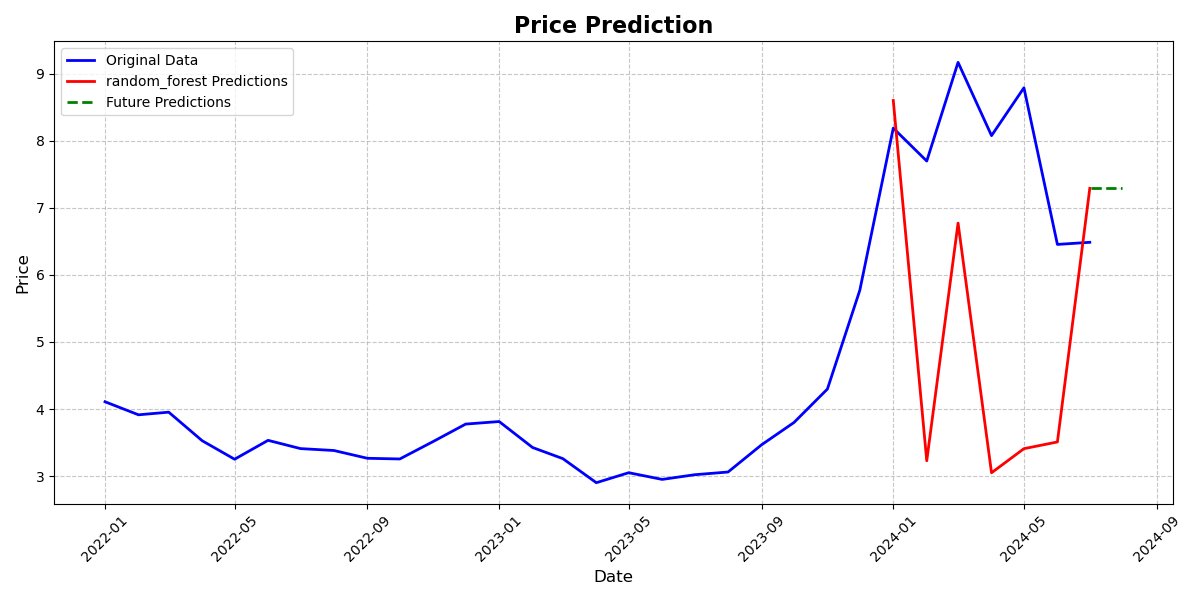 Price Prediction
Original Data
random_forest Predictions
Future Predictions
Price
9
8
7
6
5
4
3
2022-01
2022-05
2022-09
2023-01
2023-05
2023-09
2024-01
2024-05
2024-09
Date